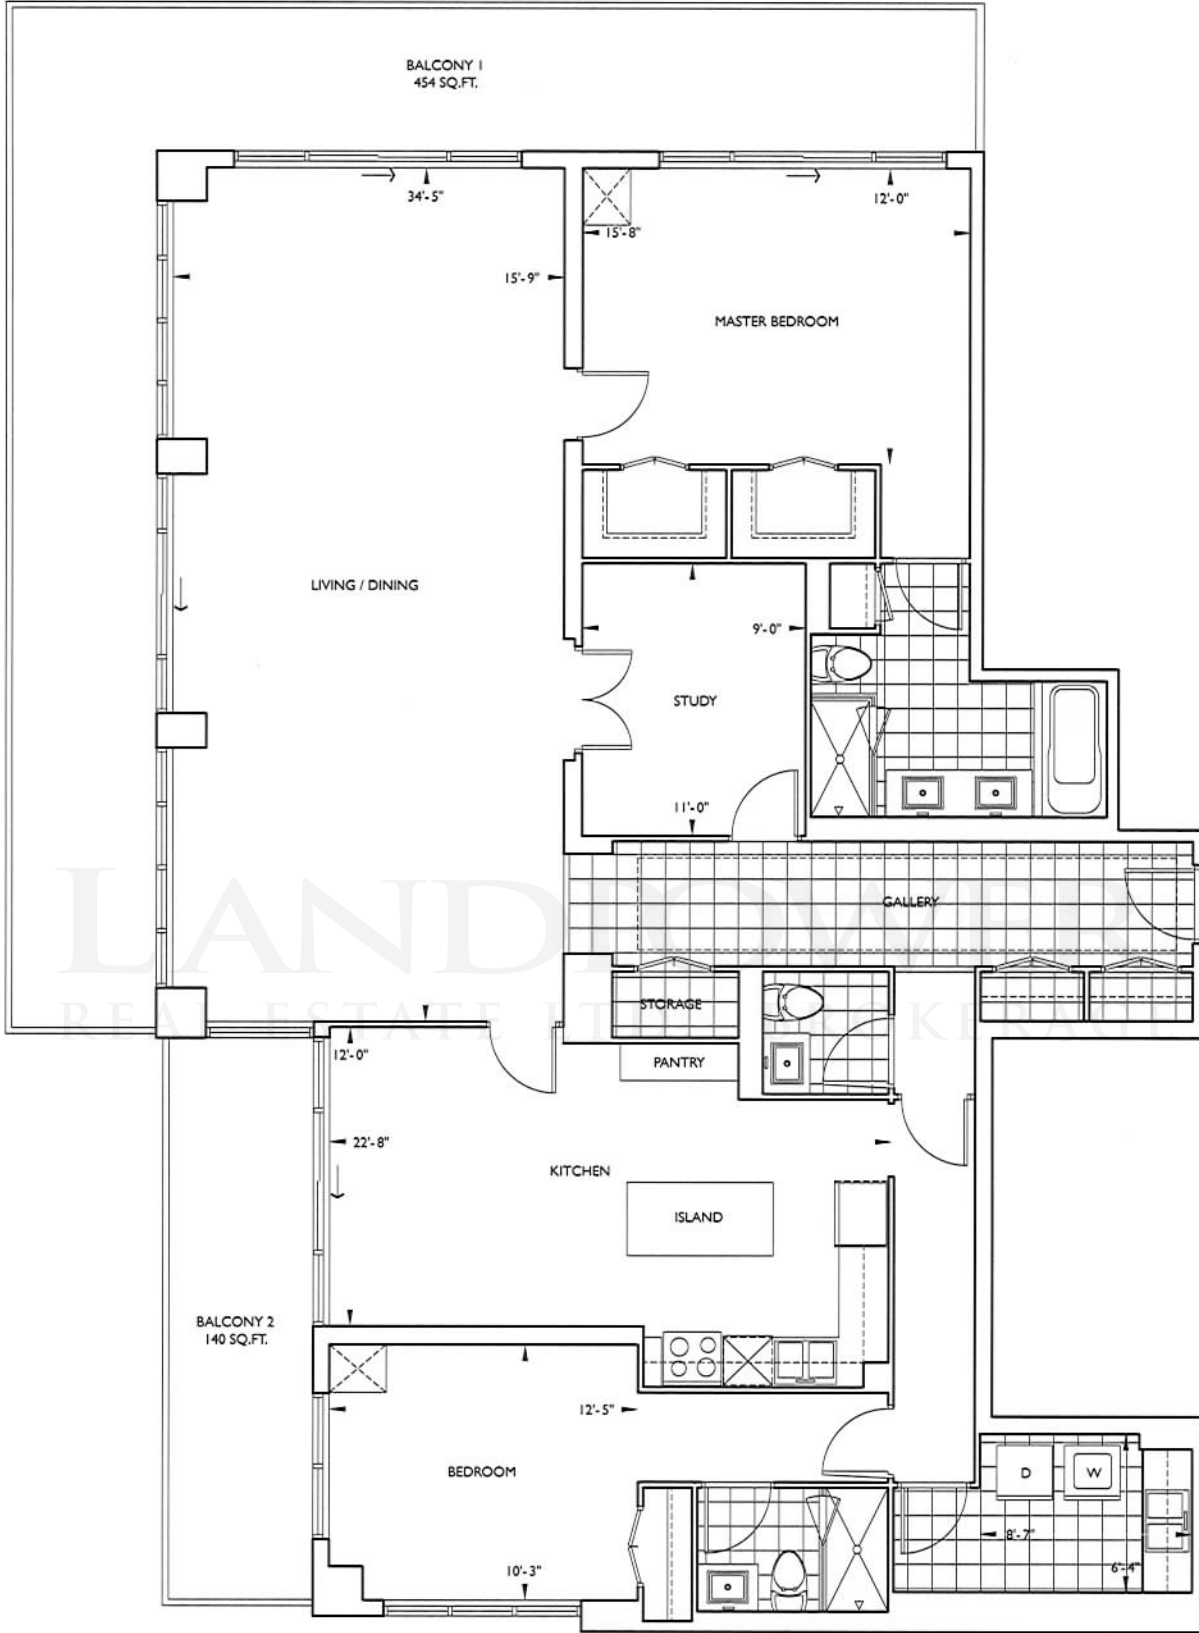 BALCONY 1
454 SQ.FT.
34'-5"
12'-0"
15'-8"
15'-9"
MASTER BEDROOM
LIVING / DINING
9'-0"
STUDY
11'-0"
LANDPOWER
GALLERY
STORAGE
REAL ESTATE LTD BROKERAGE
12'-0"
PANTRY
22'-8"
KITCHEN
ISLAND
BALCONY 2
140 SQ.FT.
12'-5"
BEDROOM
D
W
8'-7"
10'-3"
6'-4"